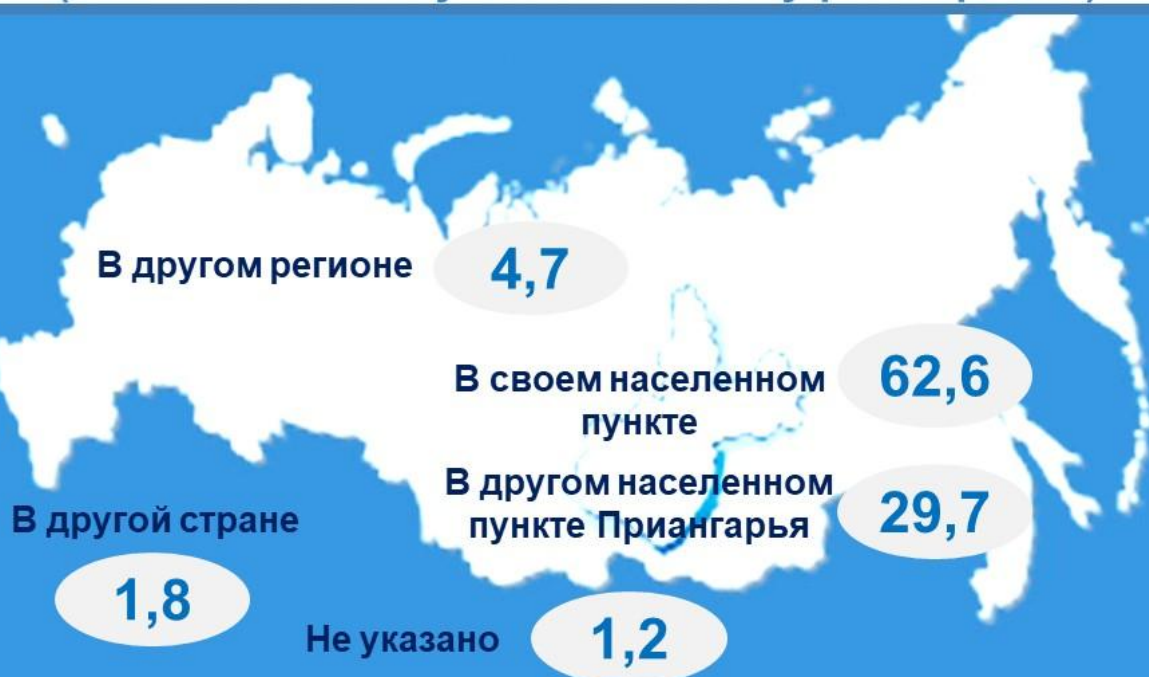 В другом регионе
4,7
В своем населенном
пункте
62,6
В другом населенном
пункте Приангарья
29,7
В другой стране
1,8
Не указано
1,2